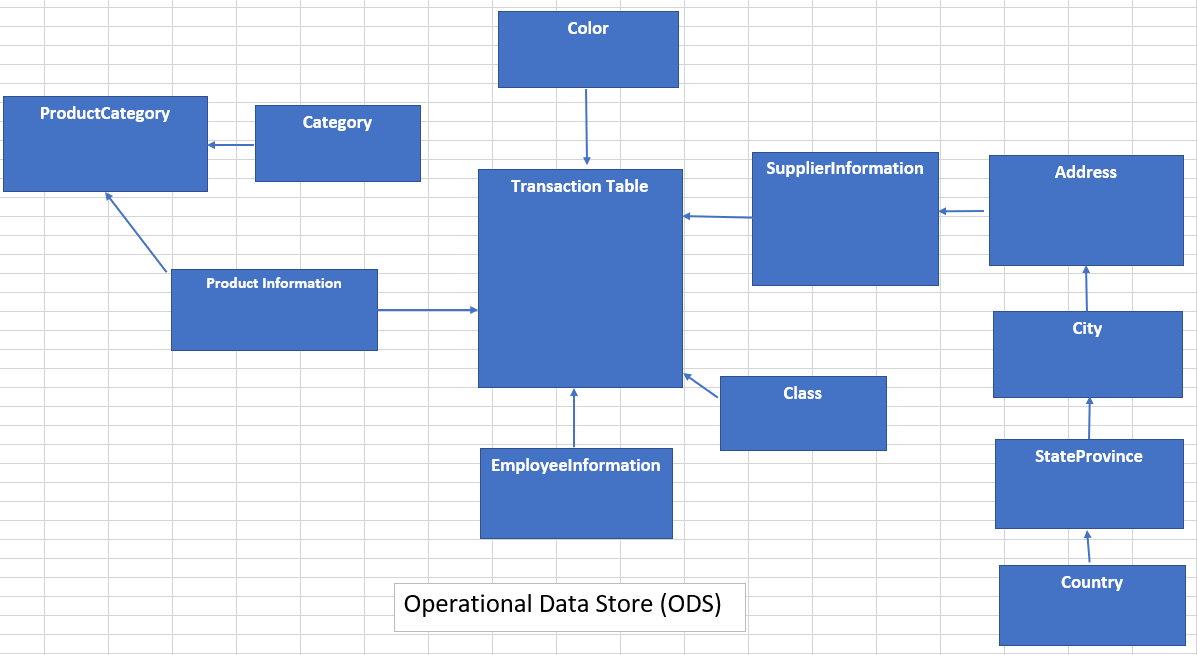 Color
ProductCategory
Category
Transaction Table
SupplierInformation
Address
Product Information
City
Class
StateProvince
EmployeeInformation
Country
Operational Data Store (ODS)